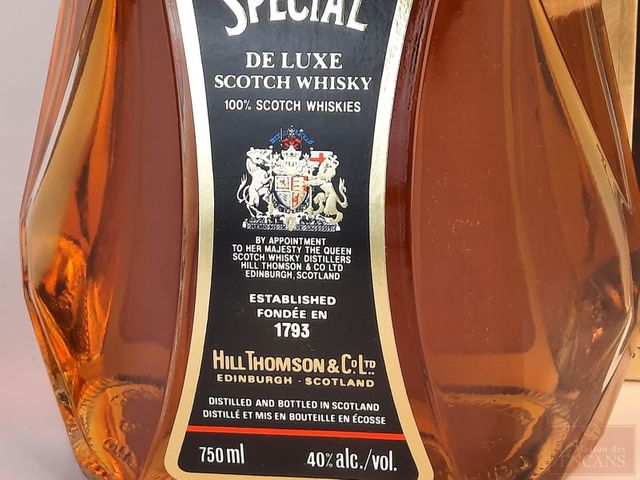 SPECIAL
DE LUXE
SCOTCH WHISKY
100% SCOTCH WHISKIES
BY APPOINTMENT
TO HER MAJESTY THE QUEEN
SCOTCH WHISKY DISTILLERS
HILL THOMSON & CO LTD
EDINBURGH, SCOTLAND
ESTABLISHED
FONDÉE EN
1793
HILL THOMSON & CO. LTD.
EDINBURGH · SCOTLAND
DISTILLED AND BOTTLED IN SCOTLAND
DISTILLÉ ET MIS EN BOUTEILLE EN ÉCOSSE
750 ml 40% alc./vol.
Maison des
ENCANS